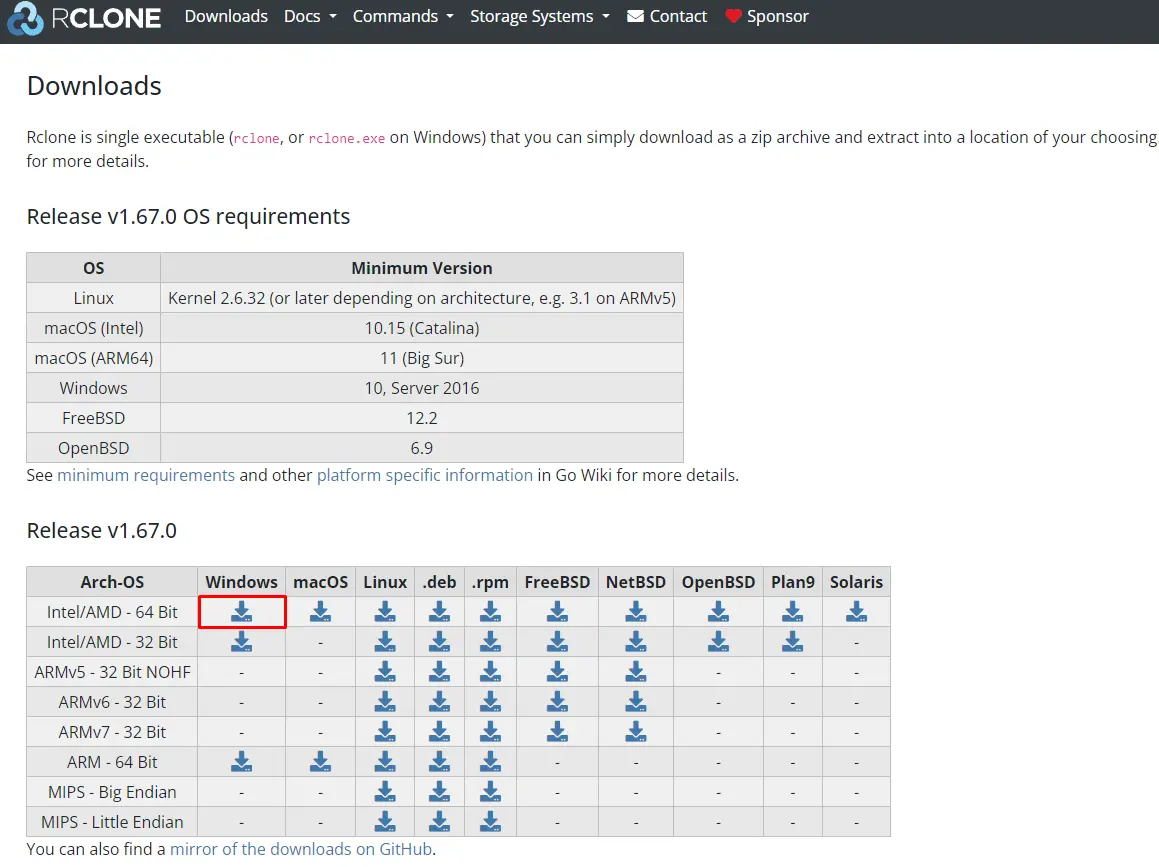 RCLONE Downloads Docs Commands Storage Systems Contact Sponsor
Downloads
Rclone is single executable (rclone, or rclone.exe on Windows) that you can simply download as a zip archive and extract into a location of your choosing.
for more details.
Release v1.67.0 OS requirements
OS Minimum Version
Linux Kernel 2.6.32 (or later depending on architecture, e.g. 3.1 on ARMv5)
macOS (Intel) 10.15 (Catalina)
macOS (ARM64) 11 (Big Sur)
Windows 10, Server 2016
FreeBSD 12.2
OpenBSD 6.9
See minimum requirements and other platform specific information in Go Wiki for more details.
Release v1.67.0
Arch-OS Windows macOS Linux .deb .rpm FreeBSD NetBSD OpenBSD Plan9 Solaris
Intel/AMD - 64 Bit
Intel/AMD - 32 Bit - -
ARMv5 - 32 Bit NOHF - - - - -
ARMv6 - 32 Bit - - - - -
ARMv7 - 32 Bit - - - - -
ARM - 64 Bit - - - - -
MIPS - Big Endian - - - - - - -
MIPS - Little Endian - - - - - - -
You can also find a mirror of the downloads on GitHub.